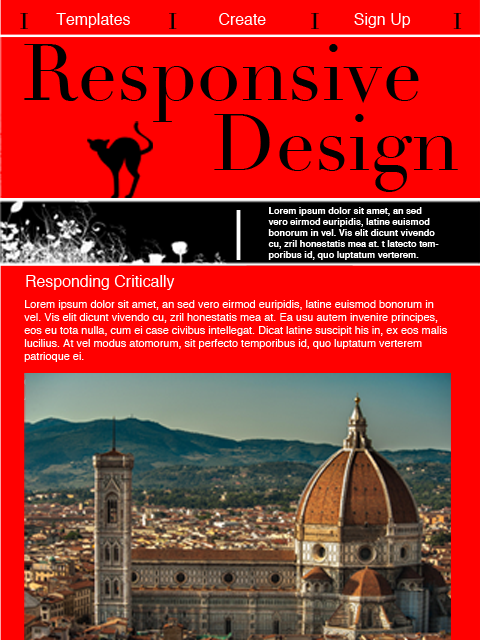 I Templates I Create I Sign Up I
Responsive
Design
Lorem ipsum dolor sit amet, an sed
vero eirmod euripidis, latine euismod
bonorum in vel. Vis elit dicunt vivendo
cu, zril honestatis mea at. t latecto tem-
poribus id, quo luptatum verterem.
Responding Critically
Lorem ipsum dolor sit amet, an sed vero eirmod euripidis, latine euismod bonorum in
vel. Vis elit dicunt vivendo cu, zril honestatis mea at. Ea usu autem invenire principes,
eos eu tota nulla, cum ei case civibus intellegat. Dicat latine suscipit his in, ex eos malis
lucilius. At vel modus atomorum, sit perfecto temporibus id, quo luptatum verterem
patrioque ei.